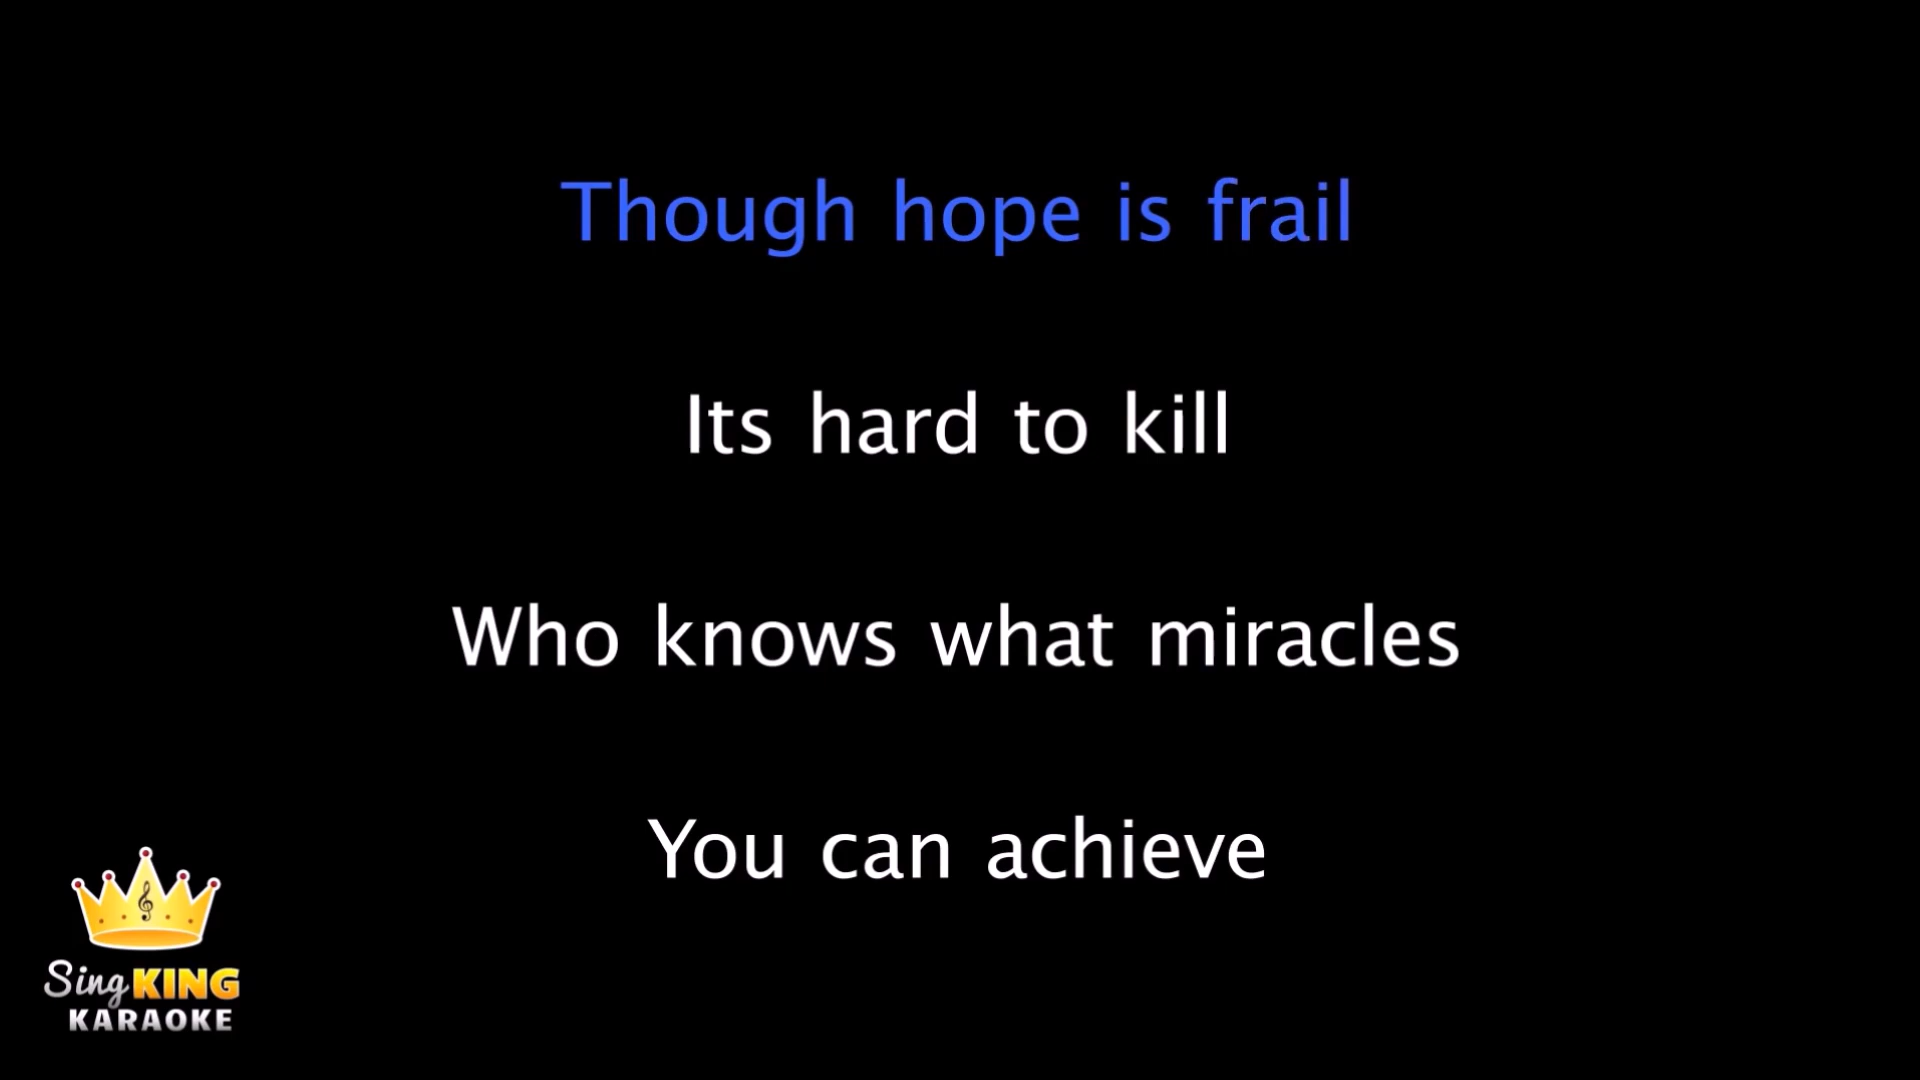 Though hope is frail
Its hard to kill
Who knows what miracles
You can achieve
Sing KING
KARAOKE